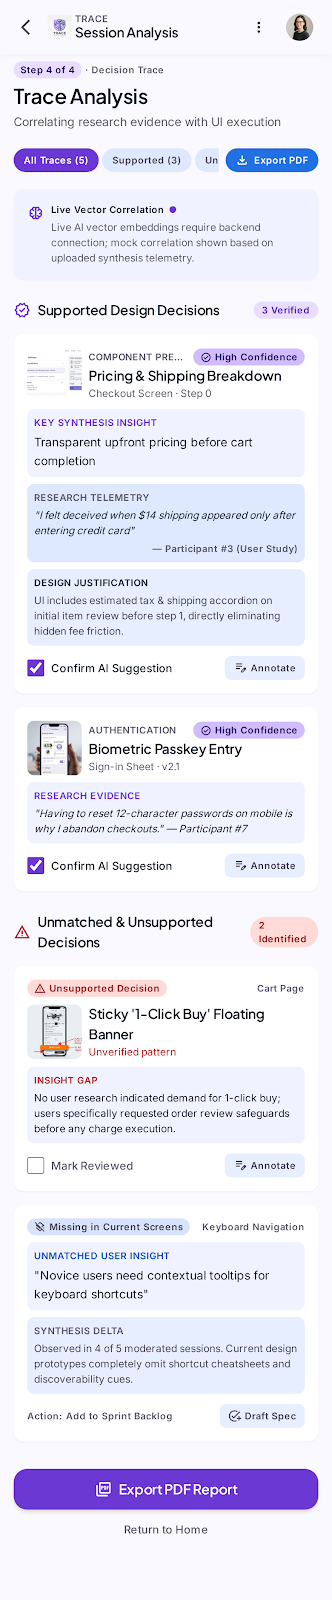 TRACE
Session Analysis
Step 4 of 4 · Decision Trace
Trace Analysis
Correlating research evidence with UI execution
All Traces (5)
Supported (3)
Un
Export PDF
Live Vector Correlation
Live AI vector embeddings require backend
connection; mock correlation shown based on
uploaded synthesis telemetry.
Supported Design Decisions
3 Verified
COMPONENT PRE...
High Confidence
Pricing & Shipping Breakdown
Checkout Screen · Step 0
KEY SYNTHESIS INSIGHT
Transparent upfront pricing before cart
completion
RESEARCH TELEMETRY
"I felt deceived when $14 shipping appeared only after
entering credit card"
— Participant #3 (User Study)
DESIGN JUSTIFICATION
UI includes estimated tax & shipping accordion on
initial item review before step 1, directly eliminating
hidden fee friction.
Confirm AI Suggestion
Annotate
AUTHENTICATION
High Confidence
Biometric Passkey Entry
Sign-in Sheet · v2.1
RESEARCH EVIDENCE
"Having to reset 12-character passwords on mobile is
why I abandon checkouts." — Participant #7
Confirm AI Suggestion
Annotate
Unmatched & Unsupported
Decisions
2
Identified
Unsupported Decision
Cart Page
Sticky '1-Click Buy' Floating
Banner
Unverified pattern
INSIGHT GAP
No user research indicated demand for 1-click buy;
users specifically requested order review safeguards
before any charge execution.
Mark Reviewed
Annotate
Missing in Current Screens
Keyboard Navigation
UNMATCHED USER INSIGHT
"Novice users need contextual tooltips for
keyboard shortcuts"
SYNTHESIS DELTA
Observed in 4 of 5 moderated sessions. Current design
prototypes completely omit shortcut cheatsheets and
discoverability cues.
Action: Add to Sprint Backlog
Draft Spec
Export PDF Report
Return to Home